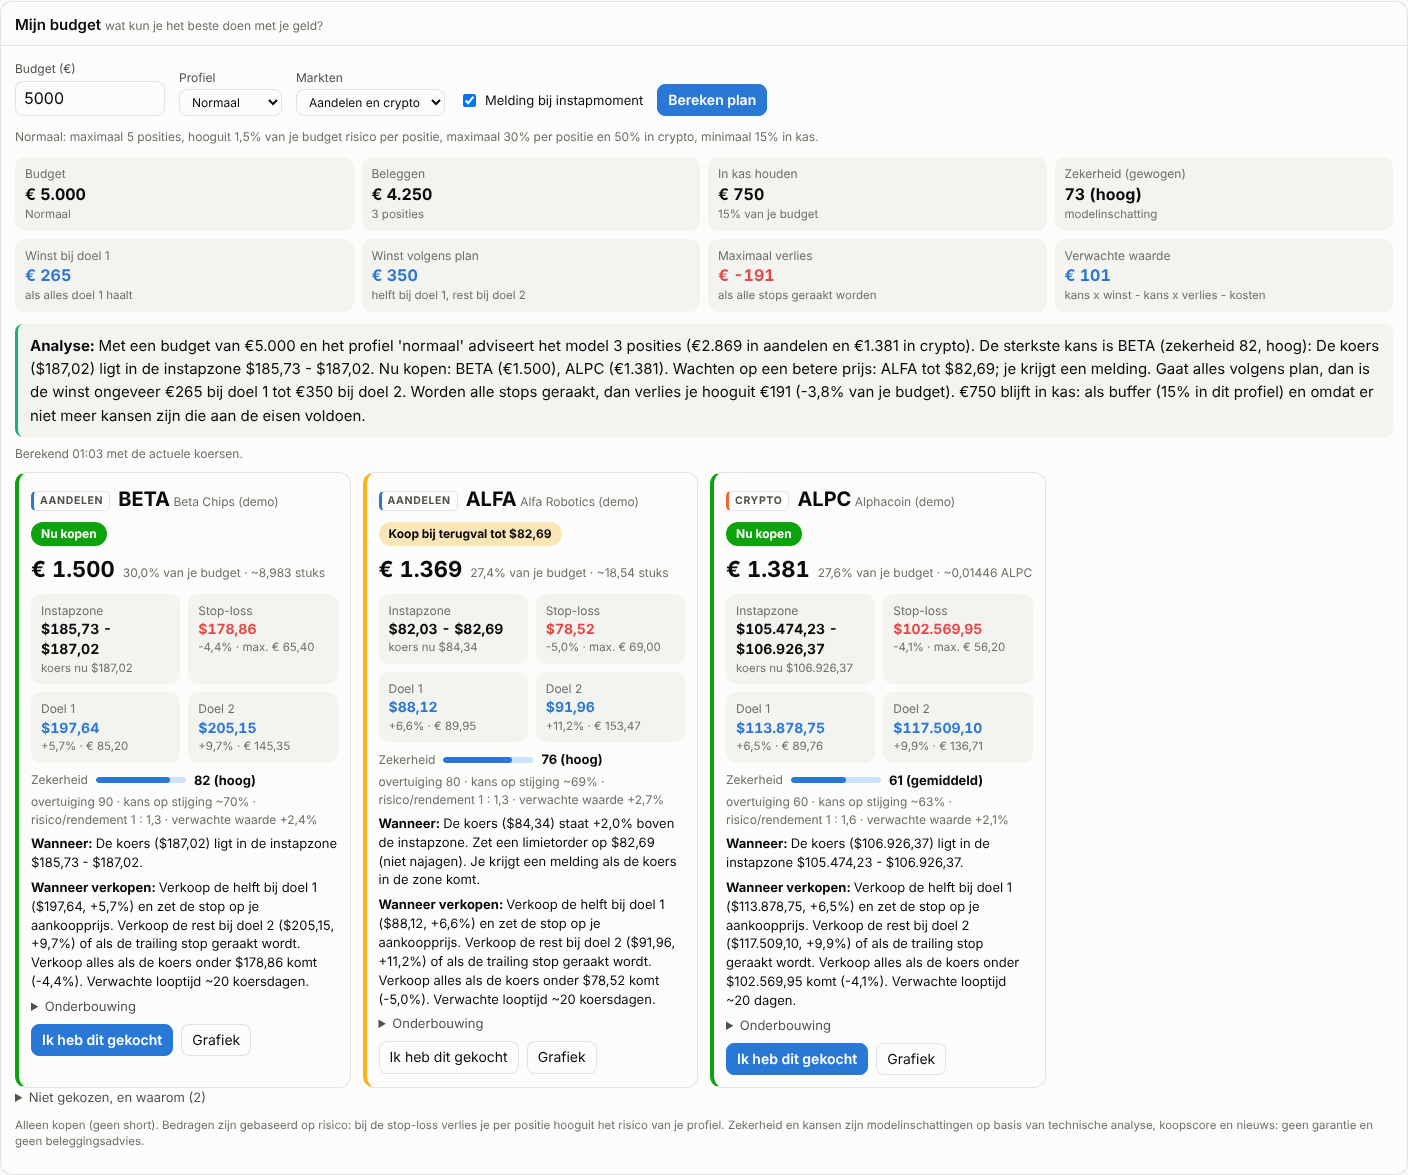 Mijn budget wat kun je het beste doen met je geld?
Budget (€)
Profiel
Markten
5000
Normaal
Aandelen en crypto
Melding bij instapmoment
Bereken plan
Normaal: maximaal 5 posities, hooguit 1,5% van je budget risico per positie, maximaal 30% per positie en 50% in crypto, minimaal 15% in kas.
Budget
€ 5.000
Normaal
Beleggen
€ 4.250
3 posities
In kas houden
€ 750
15% van je budget
Zekerheid (gewogen)
73 (hoog)
modelinschatting
Winst bij doel 1
€ 265
als alles doel 1 haalt
Winst volgens plan
€ 350
helft bij doel 1, rest bij doel 2
Maximaal verlies
€ -191
als alle stops geraakt worden
Verwachte waarde
€ 101
kans x winst - kans x verlies - kosten
Analyse: Met een budget van €5.000 en het profiel 'normaal' adviseert het model 3 posities (€2.869 in aandelen en €1.381 in crypto). De sterkste kans is BETA (zekerheid 82, hoog): De koers
($187,02) ligt in de instapzone $185,73 - $187,02. Nu kopen: BETA (€1.500), ALPC (€1.381). Wachten op een betere prijs: ALFA tot $82,69; je krijgt een melding. Gaat alles volgens plan, dan is
de winst ongeveer €265 bij doel 1 tot €350 bij doel 2. Worden alle stops geraakt, dan verlies je hooguit €191 (-3,8% van je budget). €750 blijft in kas: als buffer (15% in dit profiel) en omdat er
niet meer kansen zijn die aan de eisen voldoen.
Berekend 01:03 met de actuele koersen.
AANDELEN BETA Beta Chips (demo)
Nu kopen
€ 1.500 30,0% van je budget · ~8,983 stuks
Instapzone
$185,73 -
$187,02
koers nu $187,02
Stop-loss
$178,86
-4,4% · max. € 65,40
Doel 1
$197,64
+5,7% · € 85,20
Doel 2
$205,15
+9,7% · € 145,35
Zekerheid 82 (hoog)
overtuiging 90 · kans op stijging ~70% ·
risico/rendement 1 : 1,3 · verwachte waarde +2,4%
Wanneer: De koers ($187,02) ligt in de instapzone
$185,73 - $187,02.
Wanneer verkopen: Verkoop de helft bij doel 1
($197,64, +5,7%) en zet de stop op je
aankoopprijs. Verkoop de rest bij doel 2 ($205,15,
+9,7%) of als de trailing stop geraakt wordt.
Verkoop alles als de koers onder $178,86 komt
(-4,4%). Verwachte looptijd ~20 koersdagen.
Onderbouwing
Ik heb dit gekocht
Grafiek
AANDELEN ALFA Alfa Robotics (demo)
Koop bij terugval tot $82,69
€ 1.369 27,4% van je budget · ~18,54 stuks
Instapzone
$82,03 - $82,69
koers nu $84,34
Stop-loss
$78,52
-5,0% · max. € 69,00
Doel 1
$88,12
+6,6% · € 89,95
Doel 2
$91,96
+11,2% · € 153,47
Zekerheid 76 (hoog)
overtuiging 80 · kans op stijging ~69% ·
risico/rendement 1 : 1,3 · verwachte waarde +2,7%
Wanneer: De koers ($84,34) staat +2,0% boven
de instapzone. Zet een limietorder op $82,69
(niet najagen). Je krijgt een melding als de koers
in de zone komt.
Wanneer verkopen: Verkoop de helft bij doel 1
($88,12, +6,6%) en zet de stop op je
aankoopprijs. Verkoop de rest bij doel 2 ($91,96,
+11,2%) of als de trailing stop geraakt wordt.
Verkoop alles als de koers onder $78,52 komt
(-5,0%). Verwachte looptijd ~20 koersdagen.
Onderbouwing
Ik heb dit gekocht
Grafiek
CRYPTO ALPC Alphacoin (demo)
Nu kopen
€ 1.381 27,6% van je budget · ~0,01446 ALPC
Instapzone
$105.474,23 -
$106.926,37
koers nu $106.926,37
Stop-loss
$102.569,95
-4,1% · max. € 56,20
Doel 1
$113.878,75
+6,5% · € 89,76
Doel 2
$117.509,10
+9,9% · € 136,71
Zekerheid 61 (gemiddeld)
overtuiging 60 · kans op stijging ~63% ·
risico/rendement 1 : 1,6 · verwachte waarde +2,1%
Wanneer: De koers ($106.926,37) ligt in de
instapzone $105.474,23 - $106.926,37.
Wanneer verkopen: Verkoop de helft bij doel 1
($113.878,75, +6,5%) en zet de stop op je
aankoopprijs. Verkoop de rest bij doel 2
($117.509,10, +9,9%) of als de trailing stop
geraakt wordt. Verkoop alles als de koers onder
$102.569,95 komt (-4,1%). Verwachte looptijd
~20 dagen.
Onderbouwing
Ik heb dit gekocht
Grafiek
Niet gekozen, en waarom (2)
Alleen kopen (geen short). Bedragen zijn gebaseerd op risico: bij de stop-loss verlies je per positie hooguit het risico van je profiel. Zekerheid en kansen zijn modelinschattingen op basis van technische analyse, koopscore en nieuws: geen garantie en
geen beleggingsadvies.